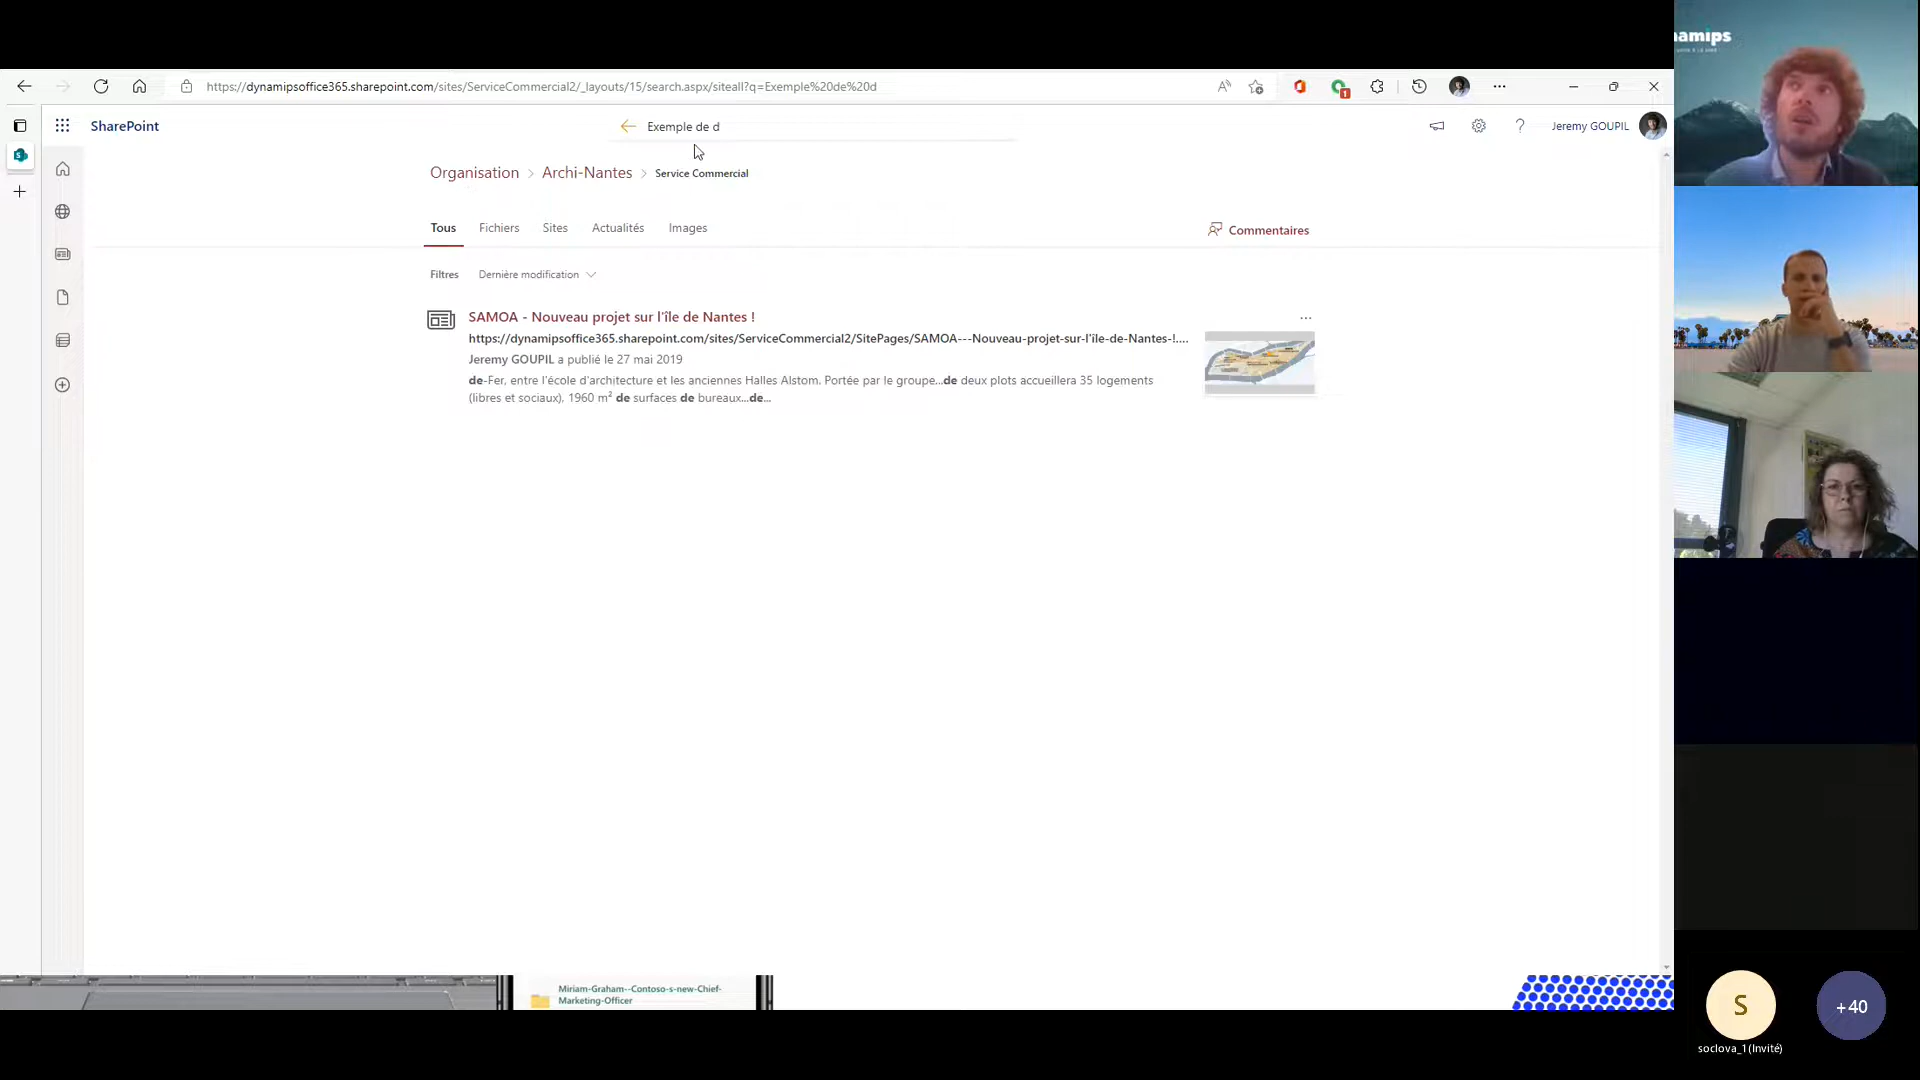 https://dynamipsoffice365.sharepoint.com/sites/ServiceCommercial2/_layouts/15/search.aspx/siteall?q=Exemple%20de%20d
SharePoint
Exemple de d
Jeremy GOUPIL
Organisation > Archi-Nantes > Service Commercial
Tous Fichiers Sites Actualités Images
Commentaires
Filtres Dernière modification
SAMOA - Nouveau projet sur l'île de Nantes !
https://dynamipsoffice365.sharepoint.com/sites/ServiceCommercial2/SitePages/SAMOA---Nouveau-projet-sur-l'île-de-Nantes-!....
Jeremy GOUPIL a publié le 27 mai 2019
de-Fer, entre l'école d'architecture et les anciennes Halles Alstom. Portée par le groupe...de deux plots accueillera 35 logements
(libres et sociaux), 1960 m² de surfaces de bureaux...de...
Miriam-Graham--Contoso-s-new-Chief-
Marketing-Officer
namips
S
+40
soclova_1(Invité)